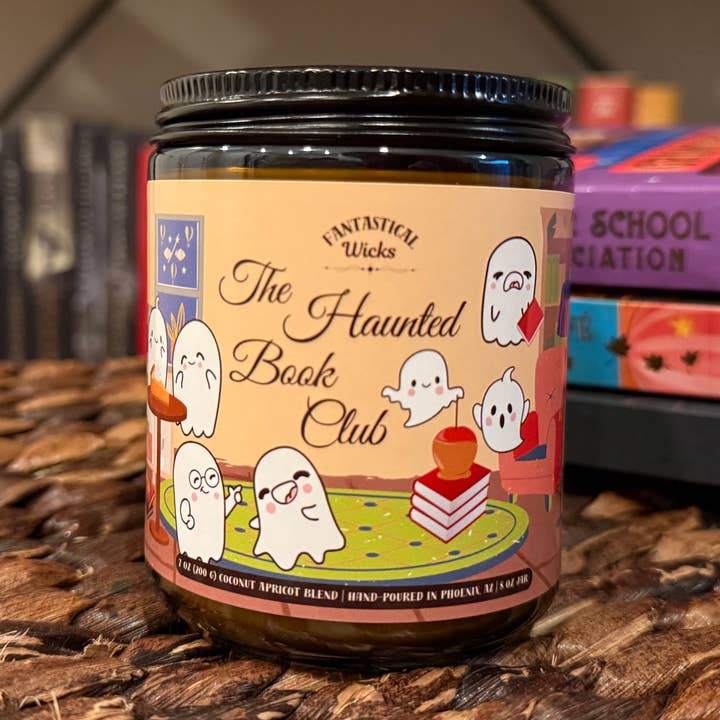 FANTASTICAL
Wicks
The
Haunted
Book
Club
7 OZ (200 G) COCONUT APRICOT BLEND | HAND-POURED IN PHOENIX, AZ | 8 OZ JAR
SCHOOL
CIATION